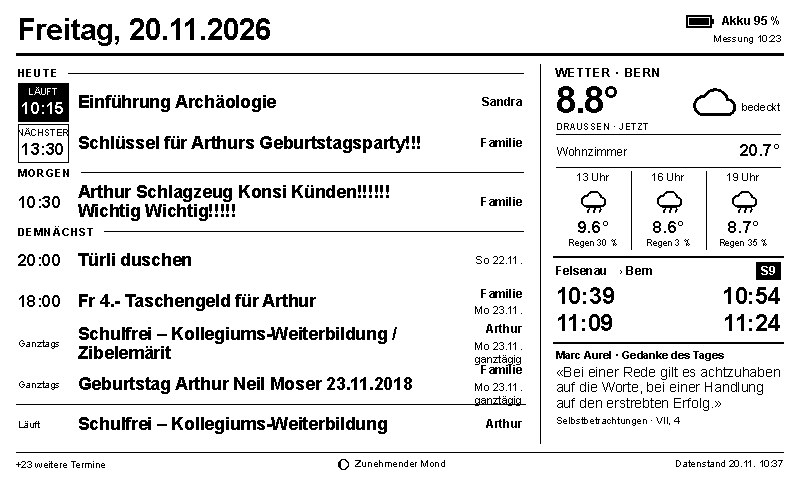 Freitag, 20.11.2026
Akku 95 %
Messung 10:23
HEUTE
LÄUFT
10:15
Einführung Archäologie
Sandra
NÄCHSTER
13:30
Schlüssel für Arthurs Geburtstagsparty!!!
Familie
MORGEN
10:30
Arthur Schlagzeug Konsi Künden!!!!!!
Wichtig Wichtig!!!!!
Familie
DEMNÄCHST
20:00
Türli duschen
So 22.11.
18:00
Fr 4.- Taschengeld für Arthur
Familie
Mo 23.11.
Ganztags
Schulfrei – Kollegiums-Weiterbildung /
Zibelemärit
Arthur
Mo 23.11.
ganztägig
Ganztags
Geburtstag Arthur Neil Moser 23.11.2018
Familie
Mo 23.11.
ganztägig
Läuft
Schulfrei – Kollegiums-Weiterbildung
Arthur
WETTER · BERN
8.8°
bedeckt
DRAUSSEN · JETZT
Wohnzimmer
20.7°
13 Uhr
16 Uhr
19 Uhr
9.6°
8.6°
8.7°
Regen 30 %
Regen 3 %
Regen 35 %
Felsenau → Bern
S9
10:39
10:54
11:09
11:24
Marc Aurel · Gedanke des Tages
«Bei einer Rede gilt es achtzuhaben
auf die Worte, bei einer Handlung
auf den erstrebten Erfolg.»
Selbstbetrachtungen · VII, 4
+23 weitere Termine
Zunehmender Mond
Datenstand 20.11. 10:37